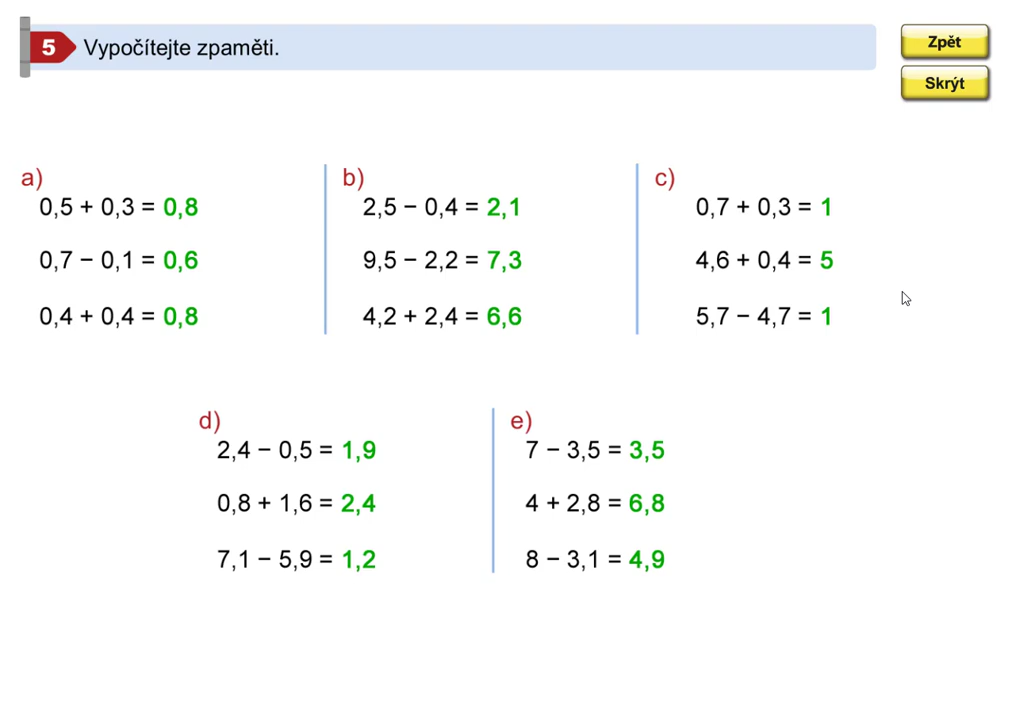 5 Vypočítejte zpaměti.
Zpět
Skrýt
a)
0,5 + 0,3 = 0,8
0,7 − 0,1 = 0,6
0,4 + 0,4 = 0,8
b)
2,5 − 0,4 = 2,1
9,5 − 2,2 = 7,3
4,2 + 2,4 = 6,6
c)
0,7 + 0,3 = 1
4,6 + 0,4 = 5
5,7 − 4,7 = 1
d)
2,4 − 0,5 = 1,9
0,8 + 1,6 = 2,4
7,1 − 5,9 = 1,2
e)
7 − 3,5 = 3,5
4 + 2,8 = 6,8
8 − 3,1 = 4,9